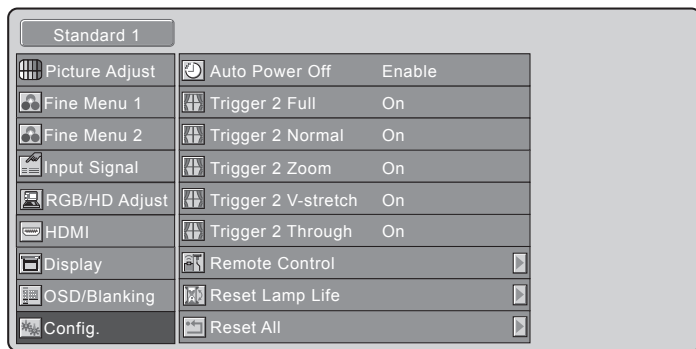 Standard 1
Picture Adjust
Fine Menu 1
Fine Menu 2
Input Signal
RGB/HD Adjust
HDMI
Display
OSD/Blanking
Config.
Auto Power Off Enable
Trigger 2 Full On
Trigger 2 Normal On
Trigger 2 Zoom On
Trigger 2 V-stretch On
Trigger 2 Through On
Remote Control
Reset Lamp Life
Reset All